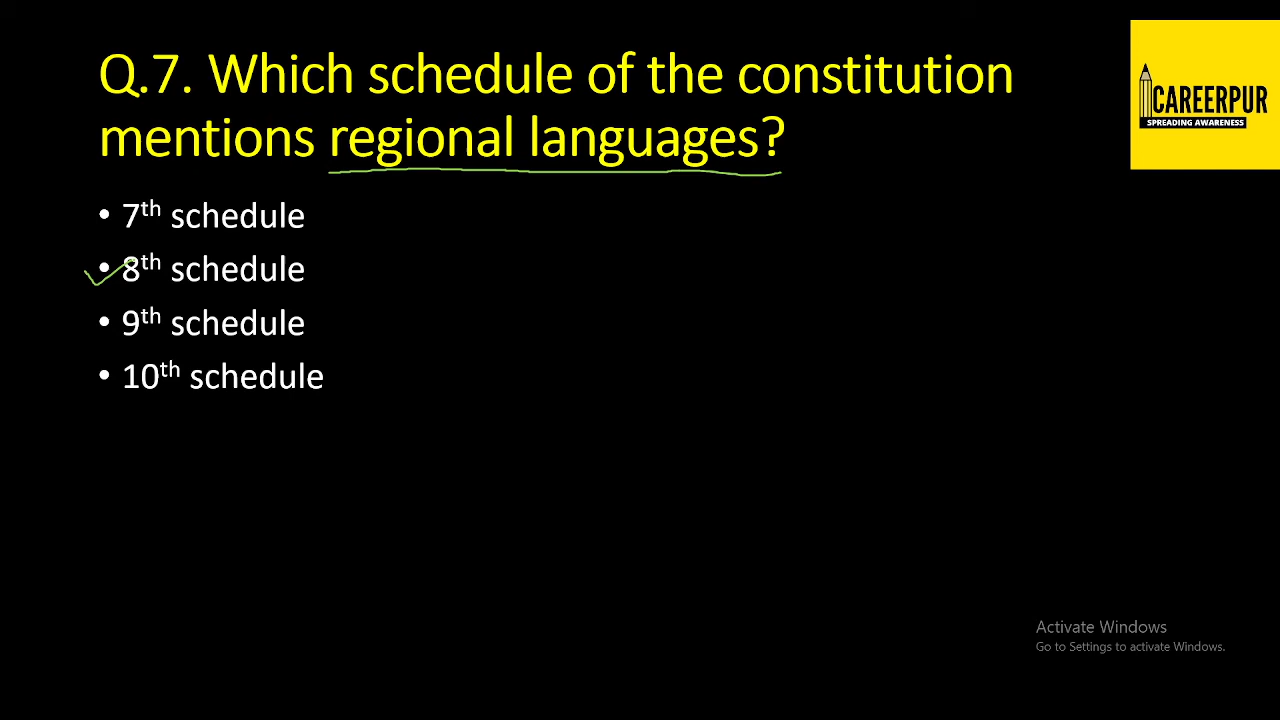 Q.7. Which schedule of the constitution
mentions regional languages?
CAREERPUR
SPREADING AWARENESS
• 7th schedule
• 8th schedule
• 9th schedule
• 10th schedule
Activate Windows
Go to Settings to activate Windows.